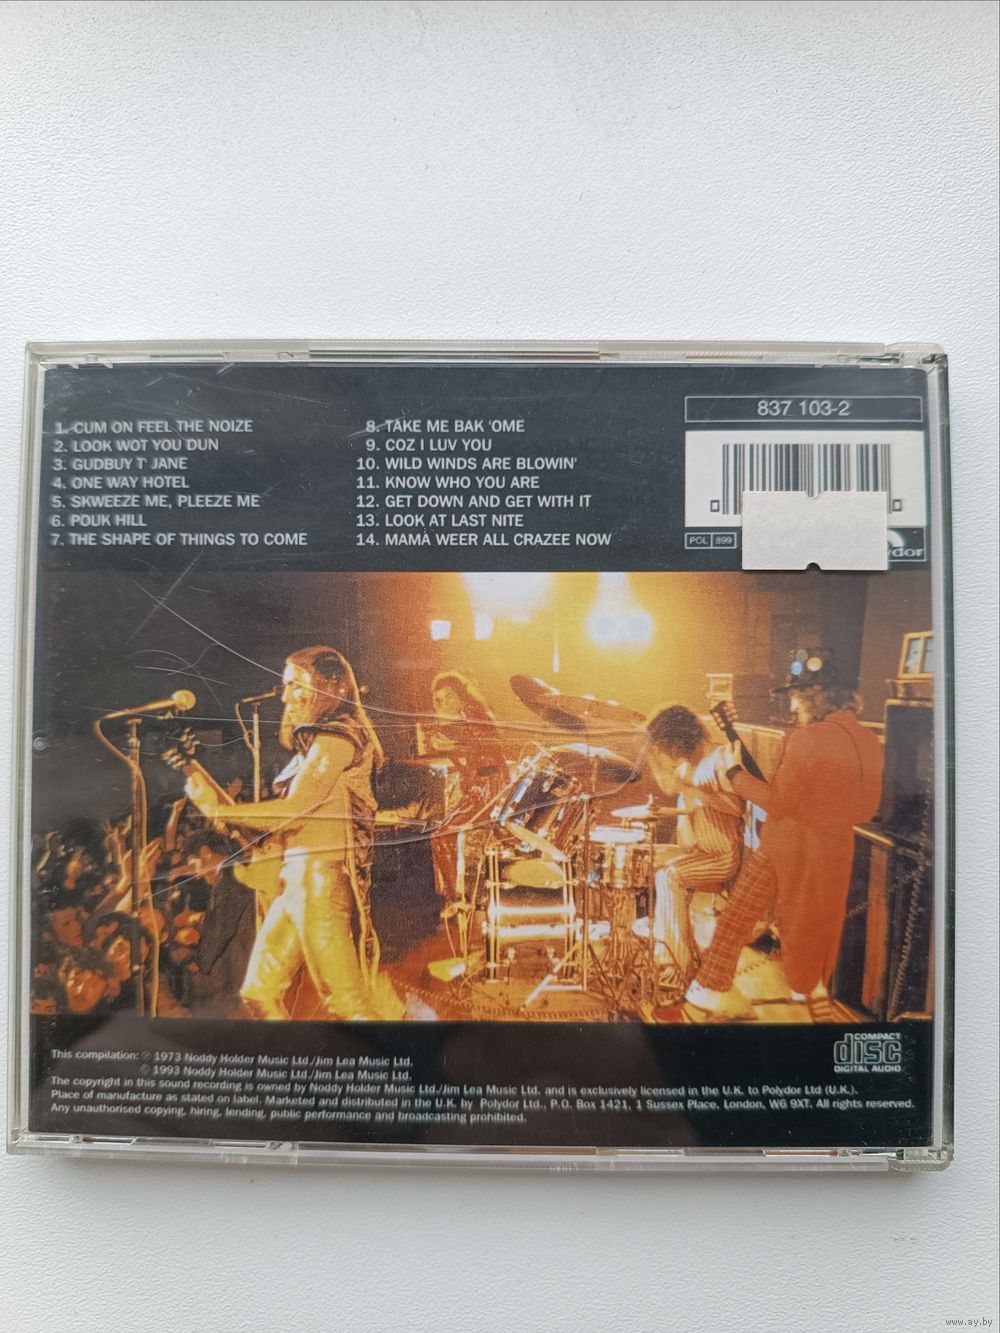 1. CUM ON FEEL THE NOIZE
2. LOOK WOT YOU DUN
3. GUDBUY T' JANE
4. ONE WAY HOTEL
5. SKWEEZE ME, PLEEZE ME
6. POUK HILL
7. THE SHAPE OF THINGS TO COME
8. TAKE ME BAK 'OME
9. COZ I LUV YOU
10. WILD WINDS ARE BLOWIN'
11. KNOW WHO YOU ARE
12. GET DOWN AND GET WITH IT
13. LOOK AT LAST NITE
14. MAMA WEER ALL CRAZEE NOW
837 103-2
0 0
POL 899
ydor
COMPACT
disc
DIGITAL AUDIO
This compilation: ℗ 1973 Noddy Holder Music Ltd./Jim Lea Music Ltd.
© 1993 Noddy Holder Music Ltd./Jim Lea Music Ltd.
The copyright in this sound recording is owned by Noddy Holder Music Ltd./Jim Lea Music Ltd. and is exclusively licensed in the U.K. to Polydor Ltd (U.K.).
Place of manufacture as stated on label. Marketed and distributed in the U.K. by Polydor Ltd., P.O. Box 1421, 1 Sussex Place, London, W6 9XT. All rights reserved.
Any unauthorised copying, hiring, lending, public performance and broadcasting prohibited.
www.ay.by